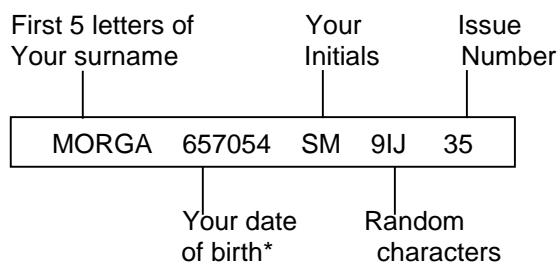 First 5 letters of
Your surname
Your
Initials
Issue
Number
MORGA 657054 SM 9IJ 35
Your date
of birth*
Random
characters